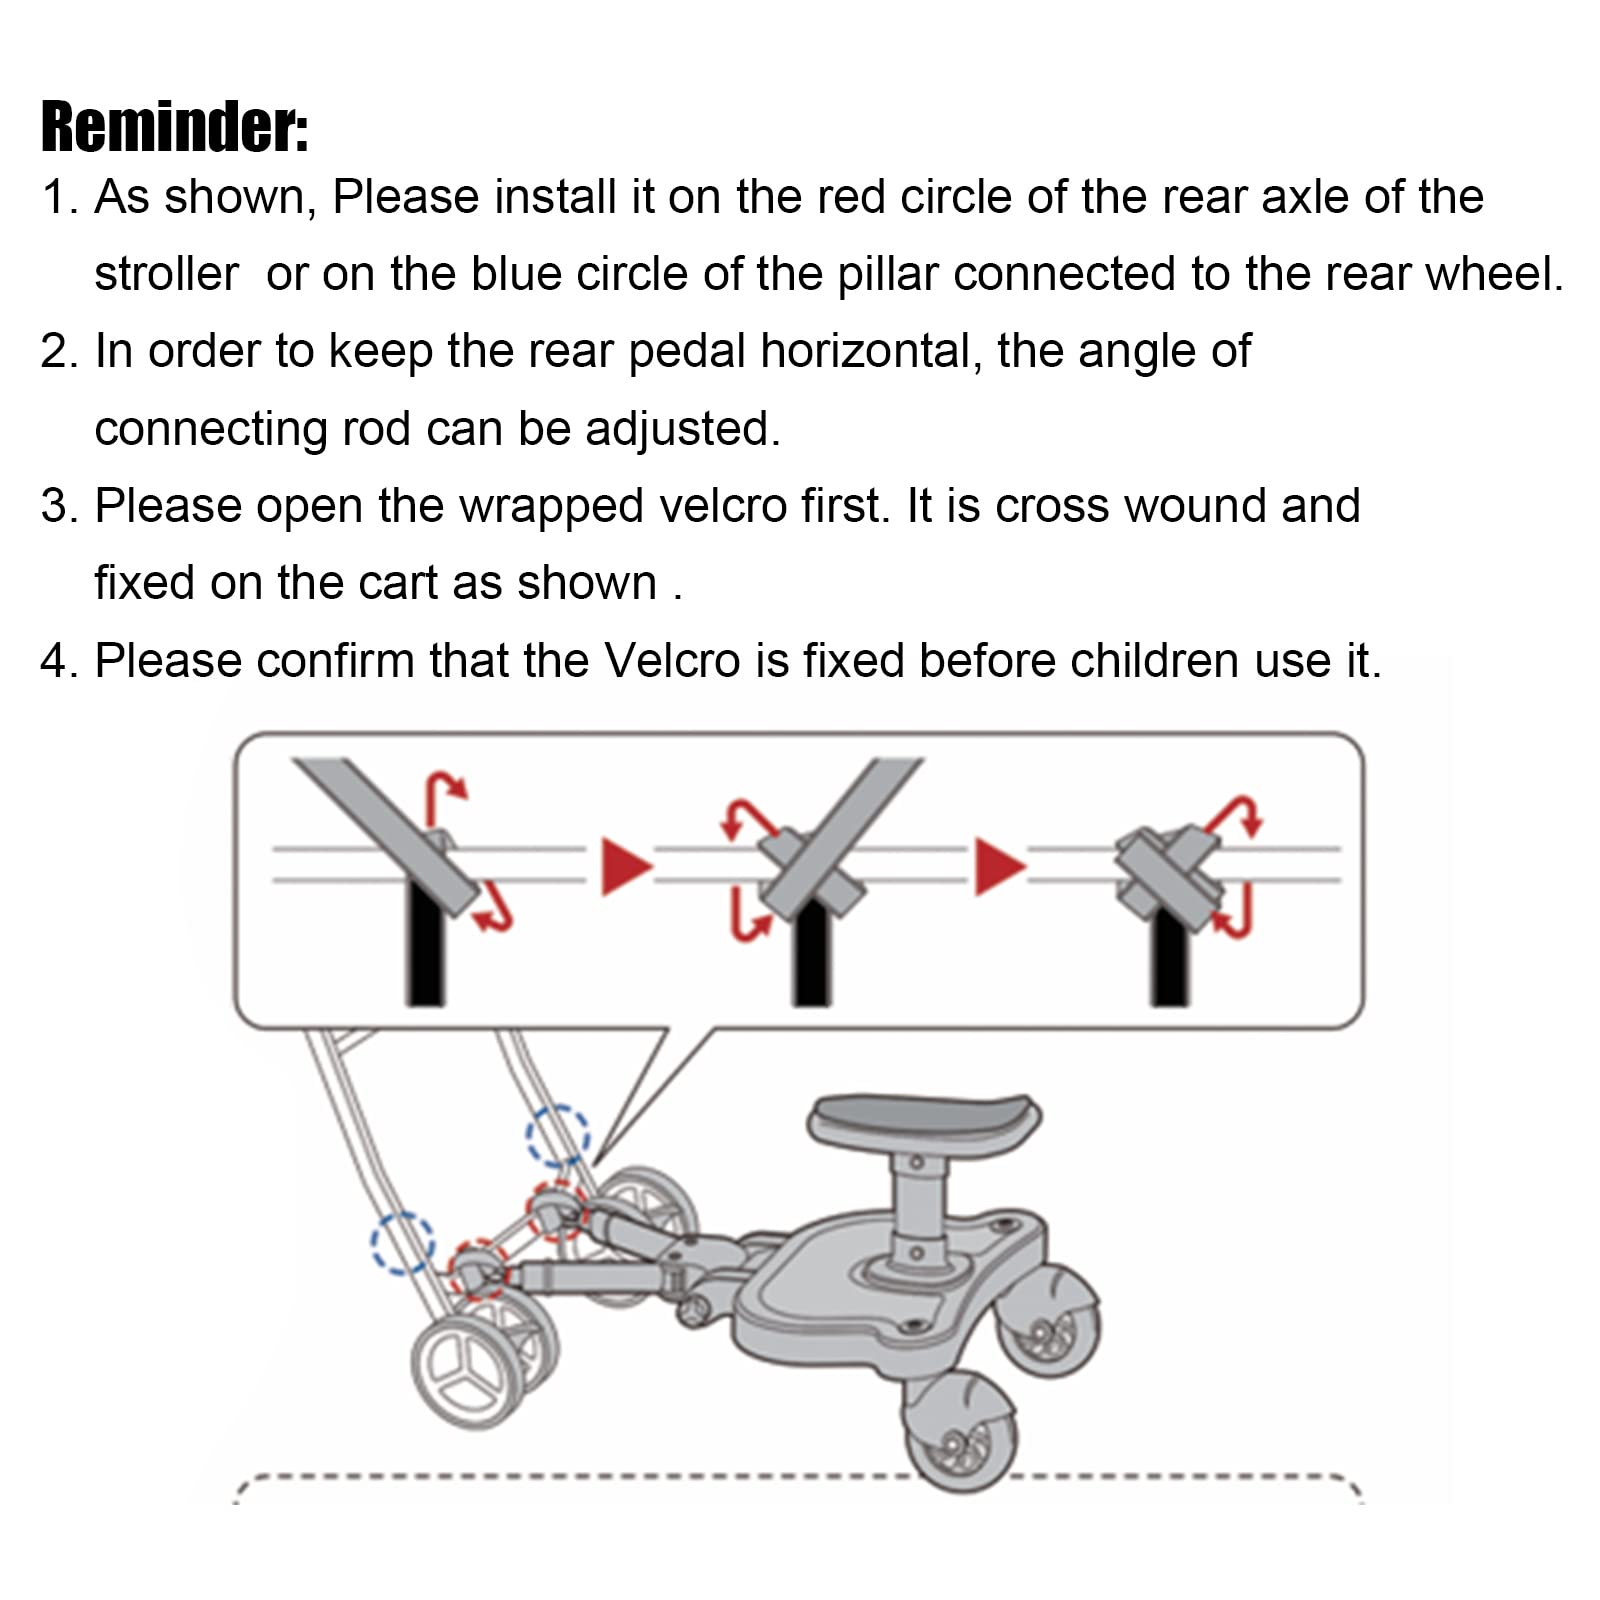 Reminder:
1. As shown, Please install it on the red circle of the rear axle of the
stroller  or on the blue circle of the pillar connected to the rear wheel.
2. In order to keep the rear pedal horizontal, the angle of
connecting rod can be adjusted.
3. Please open the wrapped velcro first. It is cross wound and
fixed on the cart as shown .
4. Please confirm that the Velcro is fixed before children use it.